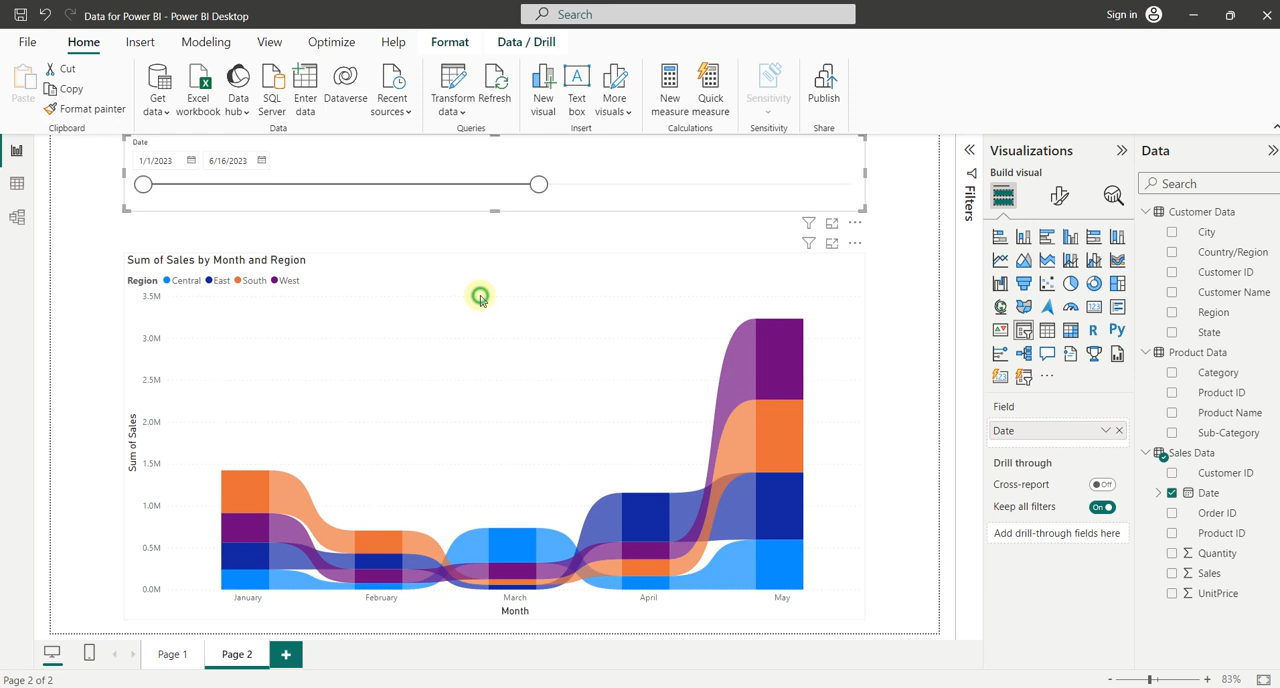 Data for Power BI - Power BI Desktop
Search
Sign in
File Home Insert Modeling View Optimize Help Format Data / Drill
Paste
Cut
Copy
Format painter
Clipboard
Get data
Excel workbook
Data hub
SQL Server
Enter data
Dataverse
Recent sources
Data
Transform data
Refresh
Queries
New visual
A
Text box
More visuals
Insert
New measure
Quick measure
Calculations
Sensitivity
Sensitivity
Publish
Share
Date
1/1/2023 6/16/2023
Sum of Sales by Month and Region
Region Central East South West
3.5M
3.0M
2.5M
2.0M
1.5M
1.0M
0.5M
0.0M
Sum of Sales
January February March April May
Month
Filters
Visualizations
Build visual
123
R
Py
123
Field
Date
Drill through
Cross-report
Off
Keep all filters
On
Add drill-through fields here
Data
Search
Customer Data
City
Country/Region
Customer ID
Customer Name
Region
State
Product Data
Category
Product ID
Product Name
Sub-Category
Sales Data
Customer ID
Date
Order ID
Product ID
Σ Quantity
Σ Sales
Σ UnitPrice
Page 1
Page 2
+
Page 2 of 2
- + 83%